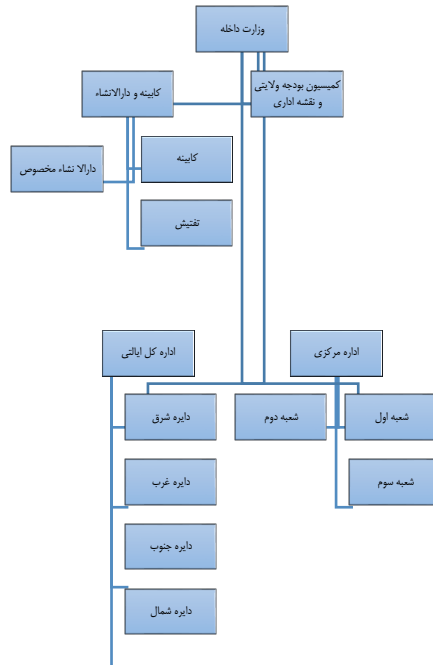 وزارت داخله
کمیسیون بودجه ولایتی
و نقشه اداری
کابینه و دارالانشاء
کابینه
دارالا نشاء مخصوص
تفتیش
اداره مرکزی
اداره کل ایالتی
شعبه اول
شعبه دوم
دایره شرق
شعبه سوم
دایره غرب
دایره جنوب
دایره شمال